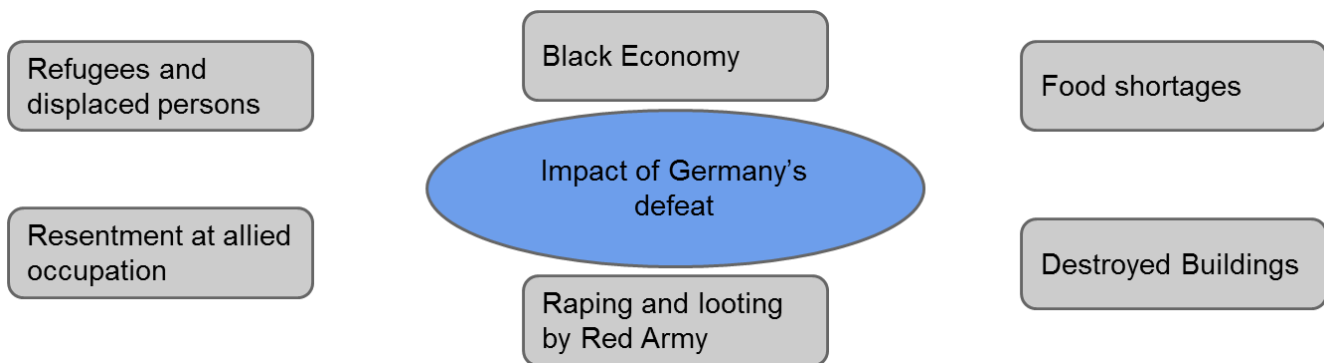 Black Economy
Refugees and
displaced persons
Food shortages
Impact of Germany’s
defeat
Resentment at allied
occupation
Destroyed Buildings
Raping and looting
by Red Army